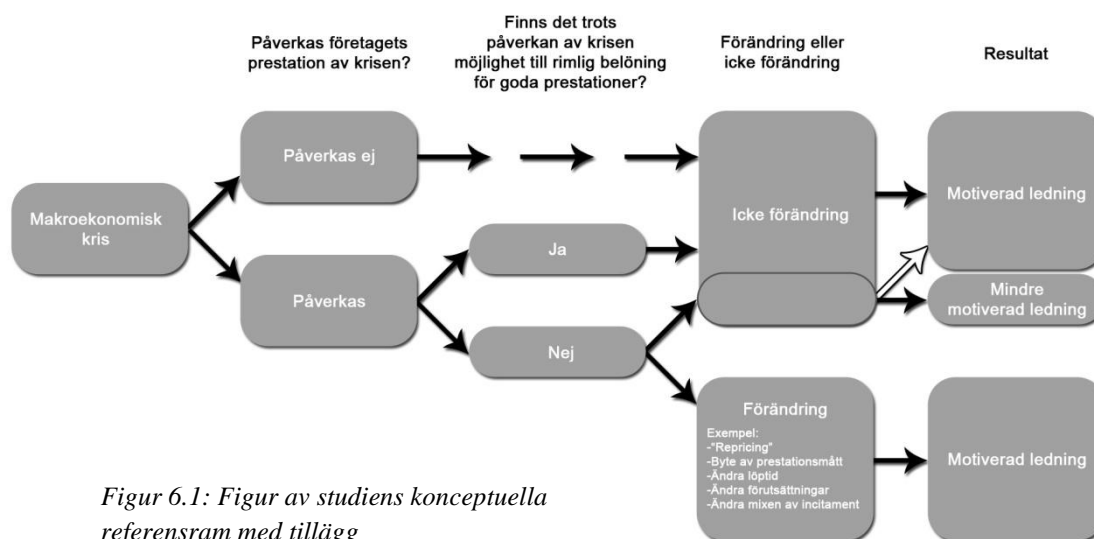 Påverkas företagets
prestation av krisen?
Finns det trots
påverkan av krisen
möjlighet till rimlig belöning
för goda prestationer?
Förändring eller
icke förändring
Resultat
Makroekonomisk
kris
Påverkas ej
Påverkas
Ja
Nej
Icke förändring
Förändring
Exempel:
-"Repricing"
-Byte av prestationsmått
-Ändra löptid
-Ändra förutsättningar
-Ändra mixen av incitament
Motiverad ledning
Mindre
motiverad ledning
Motiverad ledning
Figur 6.1: Figur av studiens konceptuella
referensram med tillägg